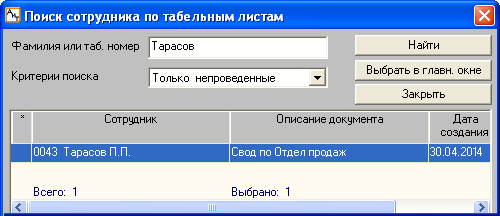 Поиск сотрудника по табельным листам
Фамилия или таб. номер Тарасов Найти
Критерии поиска Только непроведенные Выбрать в главн. окне
Закрыть
* Сотрудник Описание документа Дата создания
0043 Тарасов П.П. Свод по Отдел продаж 30.04.2014
Всего: 1 Выбрано: 1